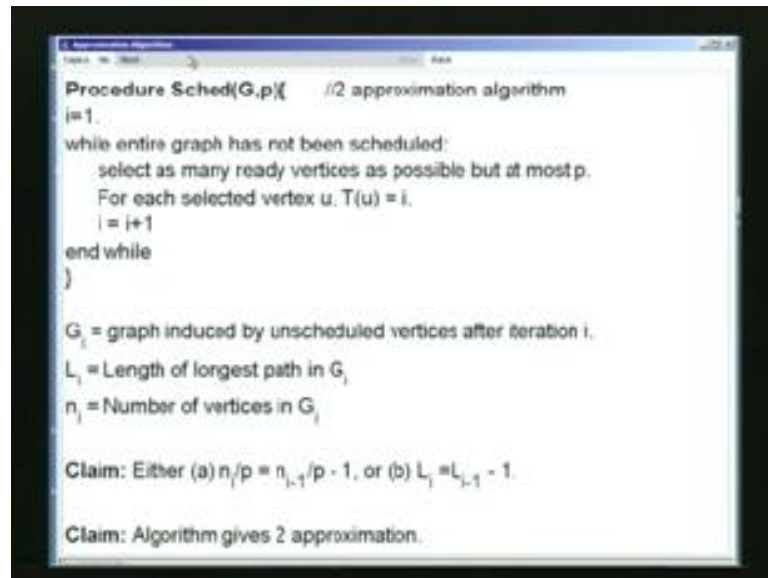 Approximation Algorithm
Procedure Sched(G,p){ //2 approximation algorithm
i=1.
while entire graph has not been scheduled:
select as many ready vertices as possible but at most p.
For each selected vertex u, T(u) = i.
i = i+1
end while
}
G_i = graph induced by unscheduled vertices after iteration i.
L_i = Length of longest path in G_i
n_i = Number of vertices in G_i
Claim: Either (a) n_i/p = n_{i-1}/p - 1, or (b) L_i =L_{i-1} - 1.
Claim: Algorithm gives 2 approximation.